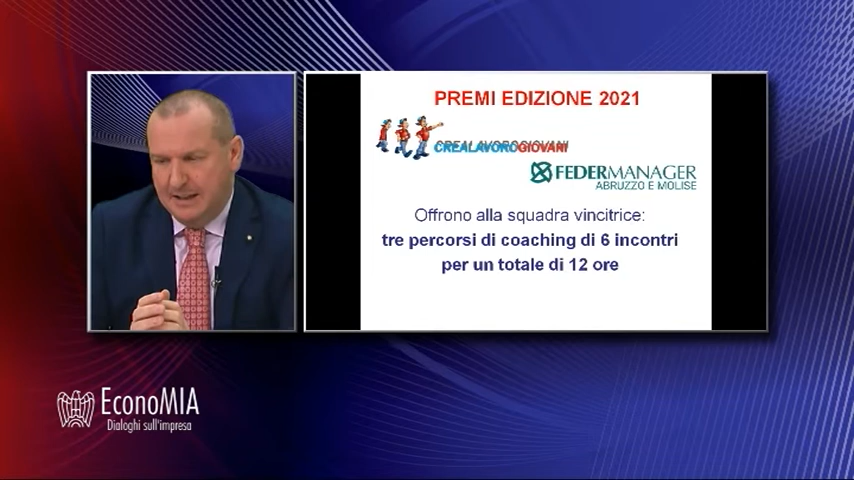 PREMI EDIZIONE 2021
CREALAVOROGIOVANI
FEDERMANAGER
ABRUZZO E MOLISE
Offrono alla squadra vincitrice:
tre percorsi di coaching di 6 incontri
per un totale di 12 ore
EconoMIA
Dialoghi sull'impresa